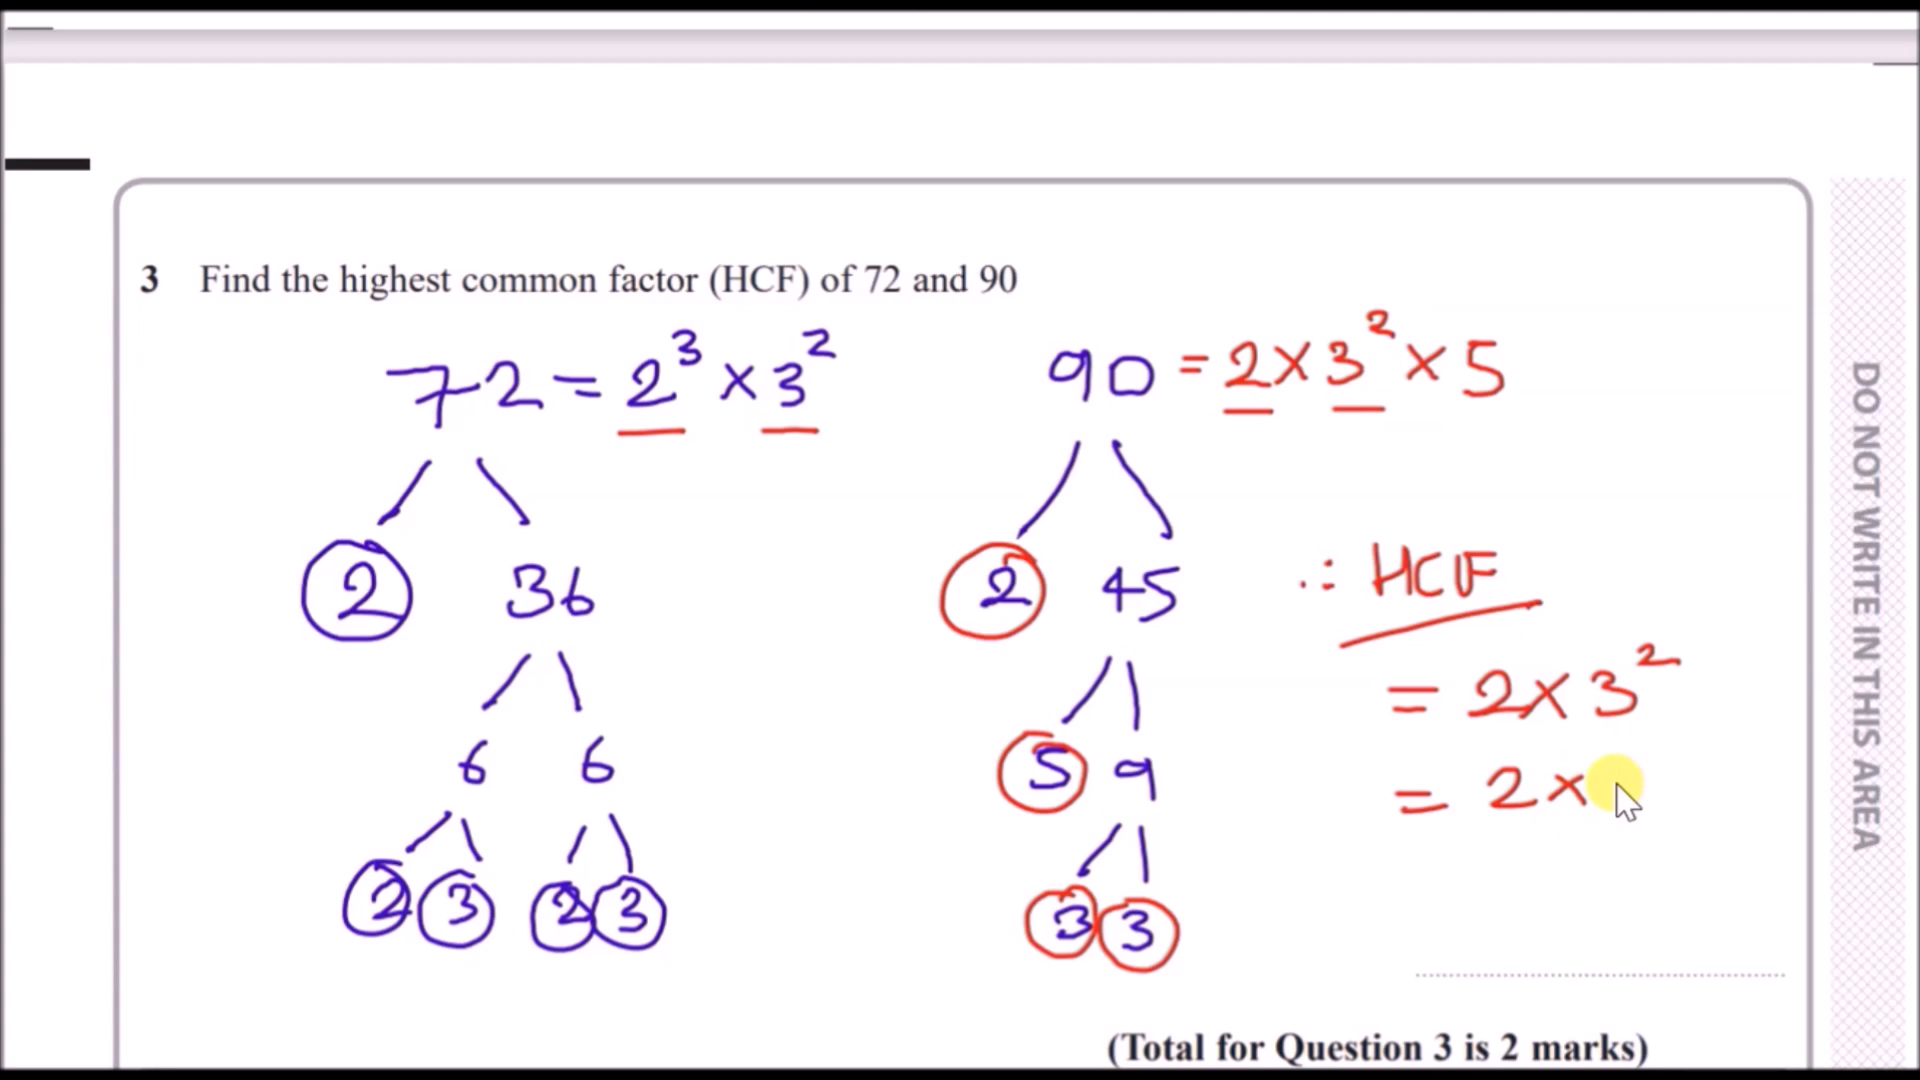 3 Find the highest common factor (HCF) of 72 and 90
72 = 2³ × 3²
90 = 2 × 3² × 5
2 36
2 45
∴ HCF
6 6
5 9
= 2 × 3²
= 2 ×
2 3 2 3
3 3
(Total for Question 3 is 2 marks)
DO NOT WRITE IN THIS AREA